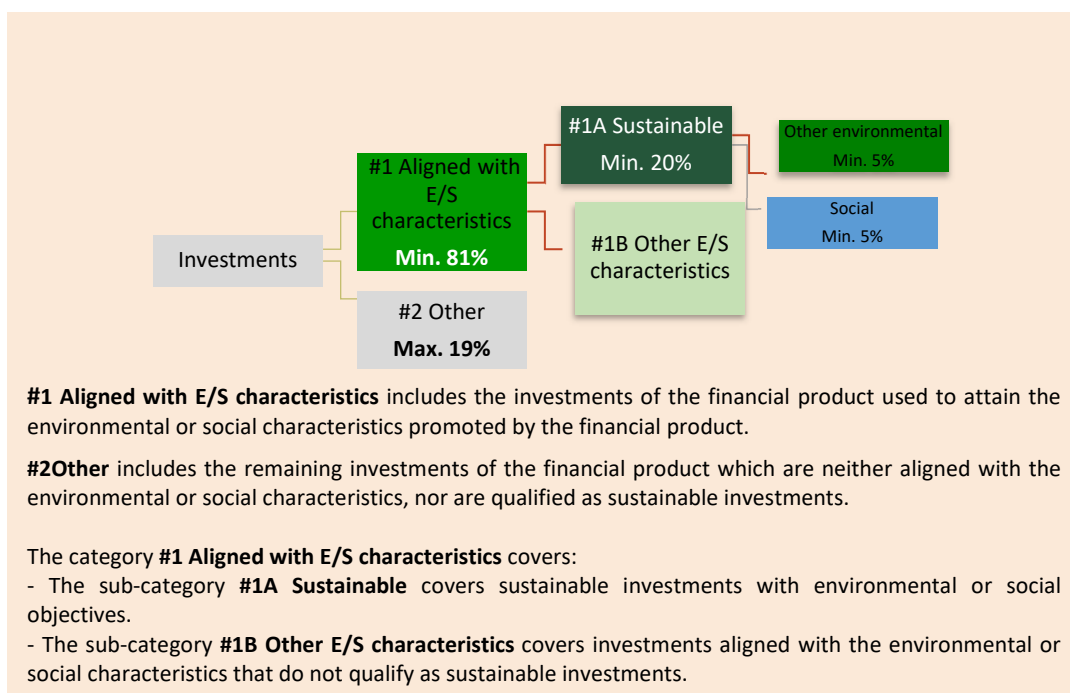 #1A Sustainable
Min. 20%
Other environmental
Min. 5%
#1 Aligned with
E/S
characteristics
Min. 81%
Social
Min. 5%
#1B Other E/S
characteristics
Investments
#2 Other
Max. 19%
#1 Aligned with E/S characteristics includes the investments of the financial product used to attain the
environmental or social characteristics promoted by the financial product.
#2Other includes the remaining investments of the financial product which are neither aligned with the
environmental or social characteristics, nor are qualified as sustainable investments.
The category #1 Aligned with E/S characteristics covers:
- The sub-category #1A Sustainable covers sustainable investments with environmental or social
objectives.
- The sub-category #1B Other E/S characteristics covers investments aligned with the environmental or
social characteristics that do not qualify as sustainable investments.